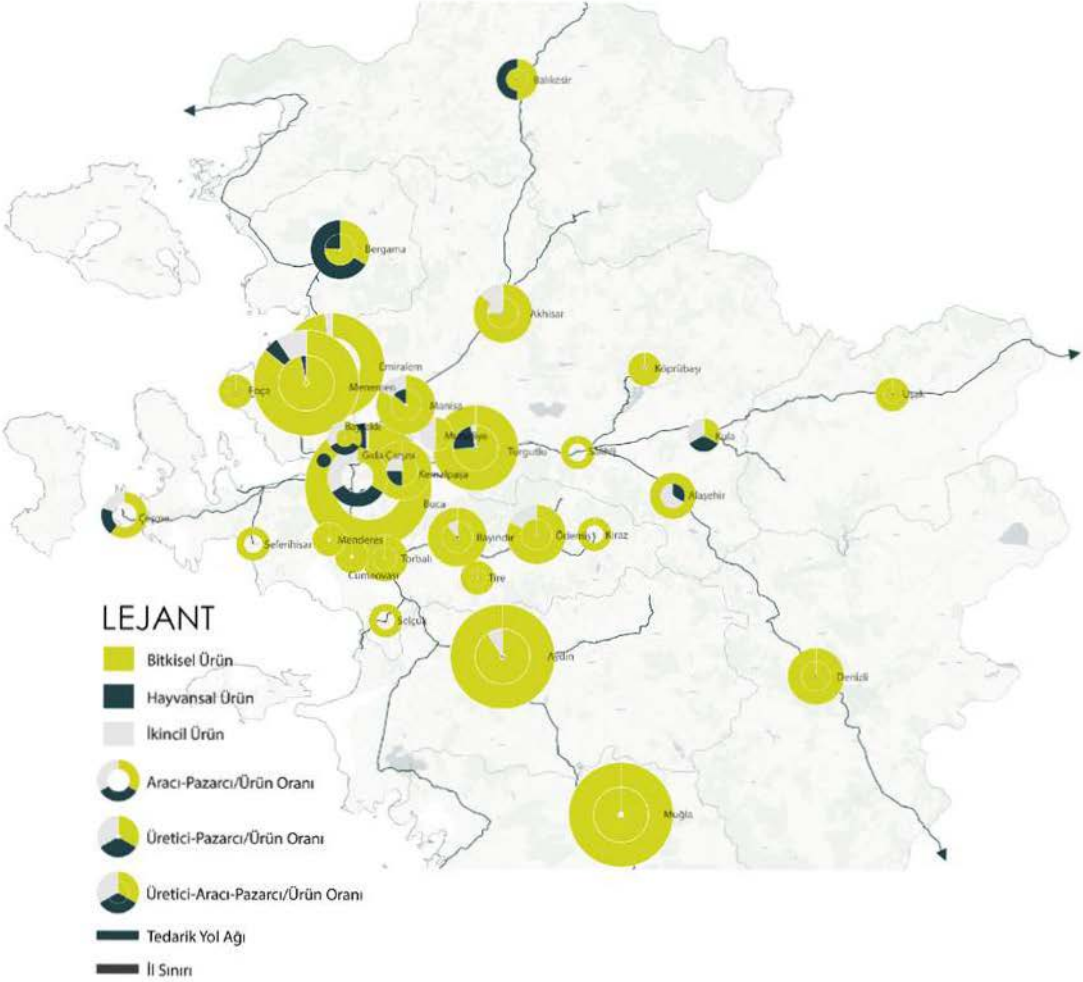 Balıkesir
Bergama
Akhisar
Emiralem
Köprübaşı
Foça
Menemen
Uşak
Manisa
Kula
Gıda Çarşısı
Turgutlu
Salihli
Kemalpaşa
Alaşehir
Buca
Çeşme
Seferihisar
Menderes
Bayındır
Ödemiş
Kiraz
Torbalı
Cumaovası
Tire
Selçuk
Aydın
Denizli
Muğla
LEJANT
Bitkisel Ürün
Hayvansal Ürün
İkincil Ürün
Aracı-Pazarcı/Ürün Oranı
Üretici-Pazarcı/Ürün Oranı
Üretici-Aracı-Pazarcı/Ürün Oranı
Tedarik Yol Ağı
İl Sınırı